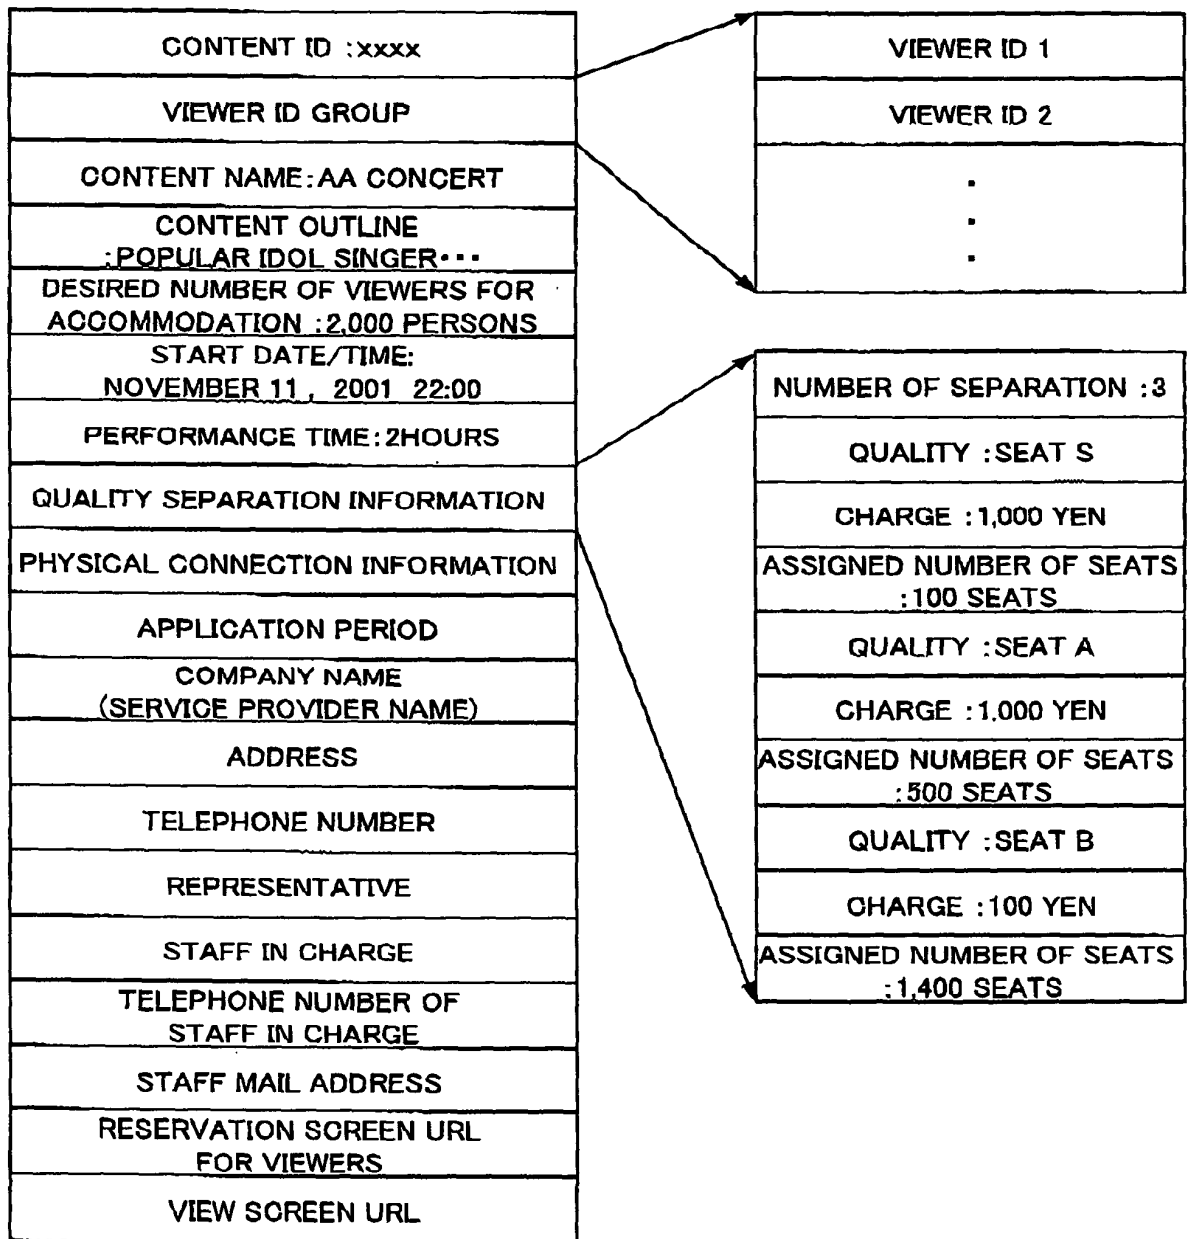 CONTENT ID :xxxx
VIEWER ID GROUP
CONTENT NAME:AA CONCERT
CONTENT OUTLINE
:POPULAR IDOL SINGER・・・
DESIRED NUMBER OF VIEWERS FOR
ACCOMMODATION :2,000 PERSONS
START DATE/TIME:
NOVEMBER 11 , 2001 22:00
PERFORMANCE TIME:2HOURS
QUALITY SEPARATION INFORMATION
PHYSICAL CONNECTION INFORMATION
APPLICATION PERIOD
COMPANY NAME
(SERVICE PROVIDER NAME)
ADDRESS
TELEPHONE NUMBER
REPRESENTATIVE
STAFF IN CHARGE
TELEPHONE NUMBER OF
STAFF IN CHARGE
STAFF MAIL ADDRESS
RESERVATION SCREEN URL
FOR VIEWERS
VIEW SCREEN URL
VIEWER ID 1
VIEWER ID 2
.
.
.
NUMBER OF SEPARATION :3
QUALITY :SEAT S
CHARGE :1,000 YEN
ASSIGNED NUMBER OF SEATS
:100 SEATS
QUALITY :SEAT A
CHARGE :1,000 YEN
ASSIGNED NUMBER OF SEATS
:500 SEATS
QUALITY :SEAT B
CHARGE :100 YEN
ASSIGNED NUMBER OF SEATS
:1,400 SEATS